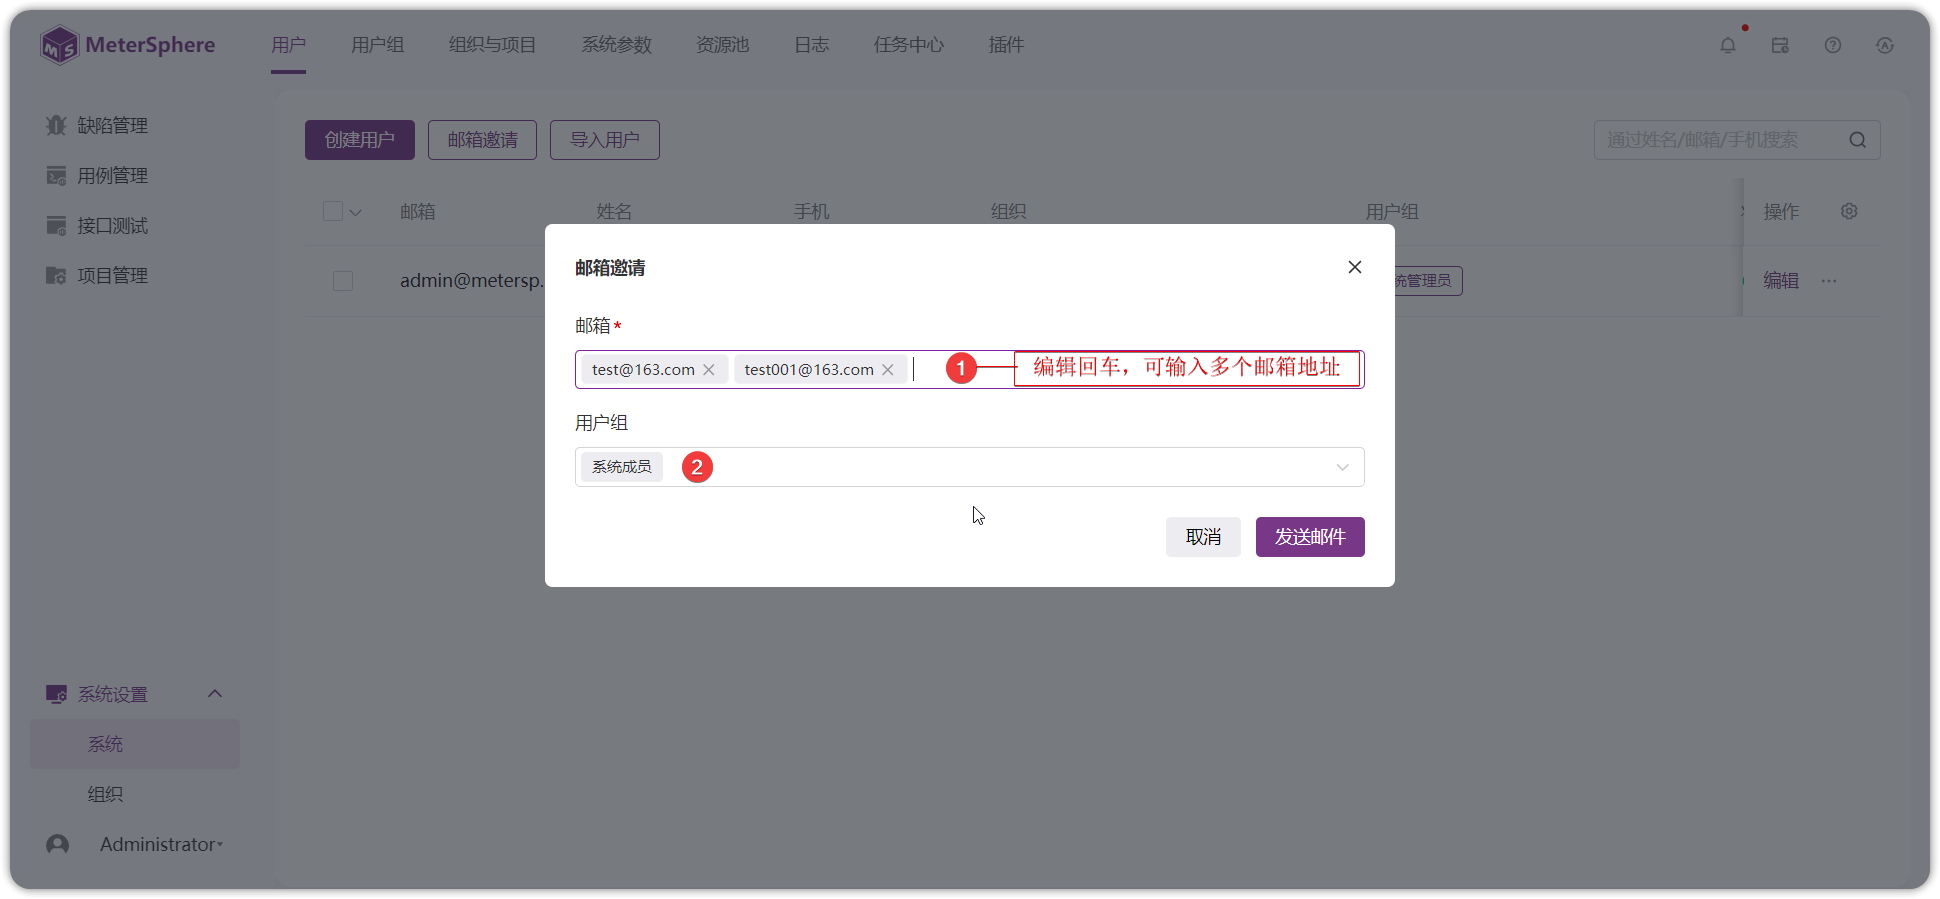 MeterSphere
用户 用户组 组织与项目 系统参数 资源池 日志 任务中心 插件
缺陷管理
用例管理
接口测试
项目管理
创建用户 邮箱邀请 导入用户
通过姓名/邮箱/手机搜索
邮箱 姓名 手机 组织 用户组 操作
admin@metersp. 统管理员 编辑 ···
邮箱邀请
邮箱*
test@163.com test001@163.com 1 编辑回车，可输入多个邮箱地址
用户组
系统成员 2
取消 发送邮件
系统设置
系统
组织
Administrator